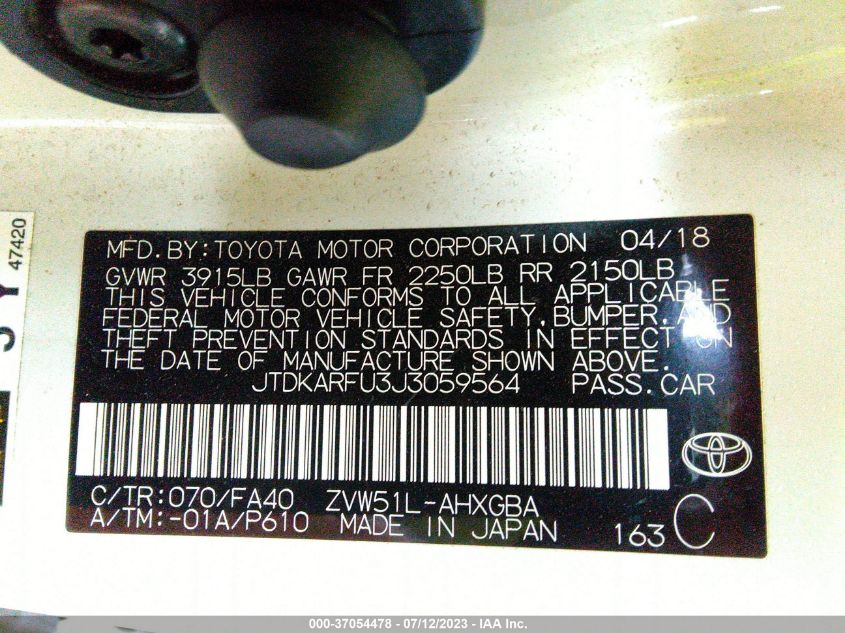 47420
MFD.BY:TOYOTA MOTOR CORPORATION 04/18
GVWR 3915LB GAWR FR 2250LB RR 2150LB
THIS VEHICLE CONFORMS TO ALL APPLICABLE
FEDERAL MOTOR VEHICLE SAFETY,BUMPER,AND
THEFT PREVENTION STANDARDS IN EFFECT ON
THE DATE OF MANUFACTURE SHOWN ABOVE.
JTDKARFU3J3059564 PASS.CAR
C/TR:070/FA40 ZVW51L-AHXGBA
A/TM:-01A/P610 MADE IN JAPAN 163 C
000-37054478 - 07/12/2023 - IAA Inc.